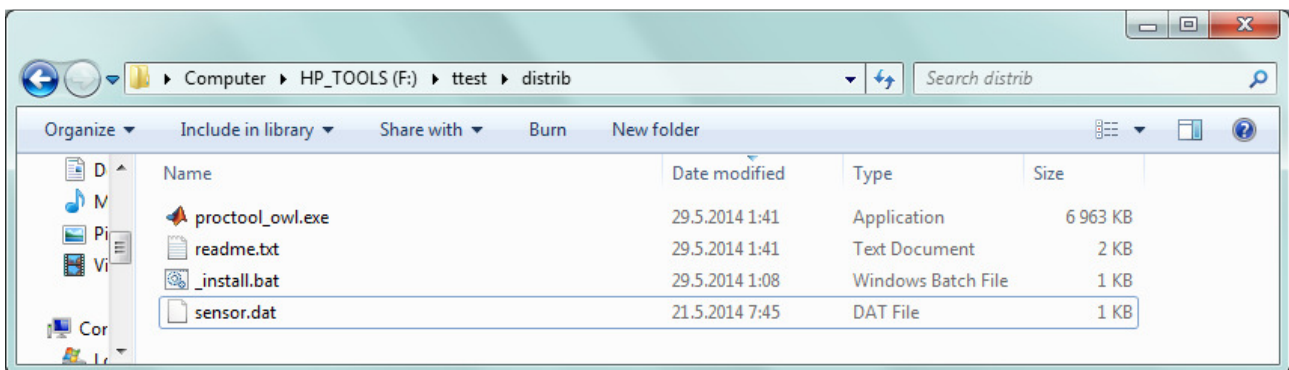 Computer HP_TOOLS (F:) ttest distrib Search distrib
Organize Include in library Share with Burn New folder
Name Date modified Type Size
proctool_owl.exe 29.5.2014 1:41 Application 6 963 KB
readme.txt 29.5.2014 1:41 Text Document 2 KB
_install.bat 29.5.2014 1:08 Windows Batch File 1 KB
sensor.dat 21.5.2014 7:45 DAT File 1 KB